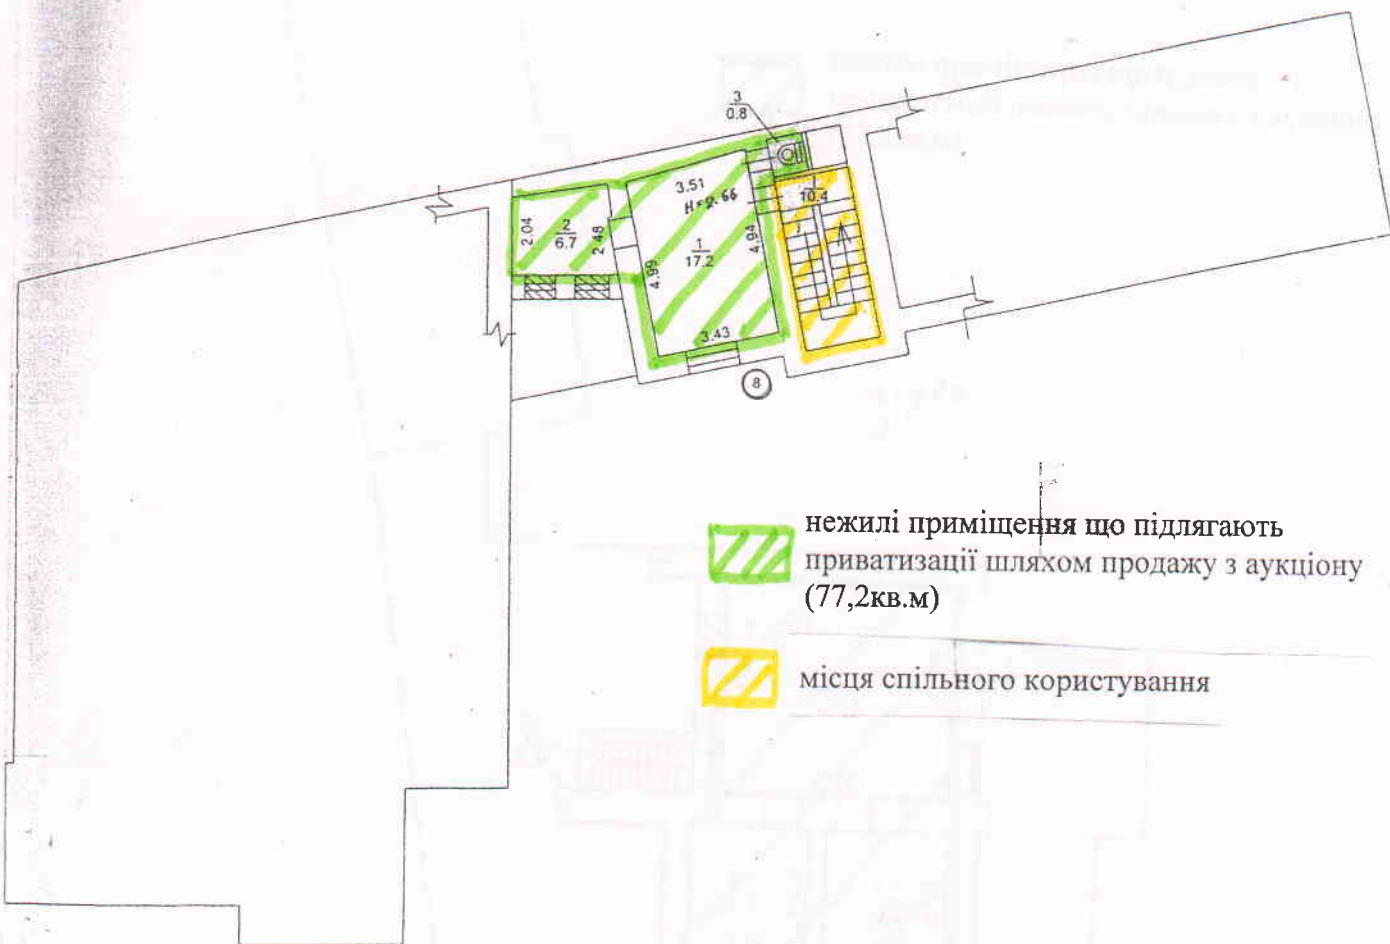 3
0.8
3.51
H=2.66
I
10.4
2.04
2
6.7
2.48
1
17.2
4.94
4.99
3.43
8
нежилі приміщення що підлягають
приватизації шляхом продажу з аукціону
(77,2кв.м)
місця спільного користування